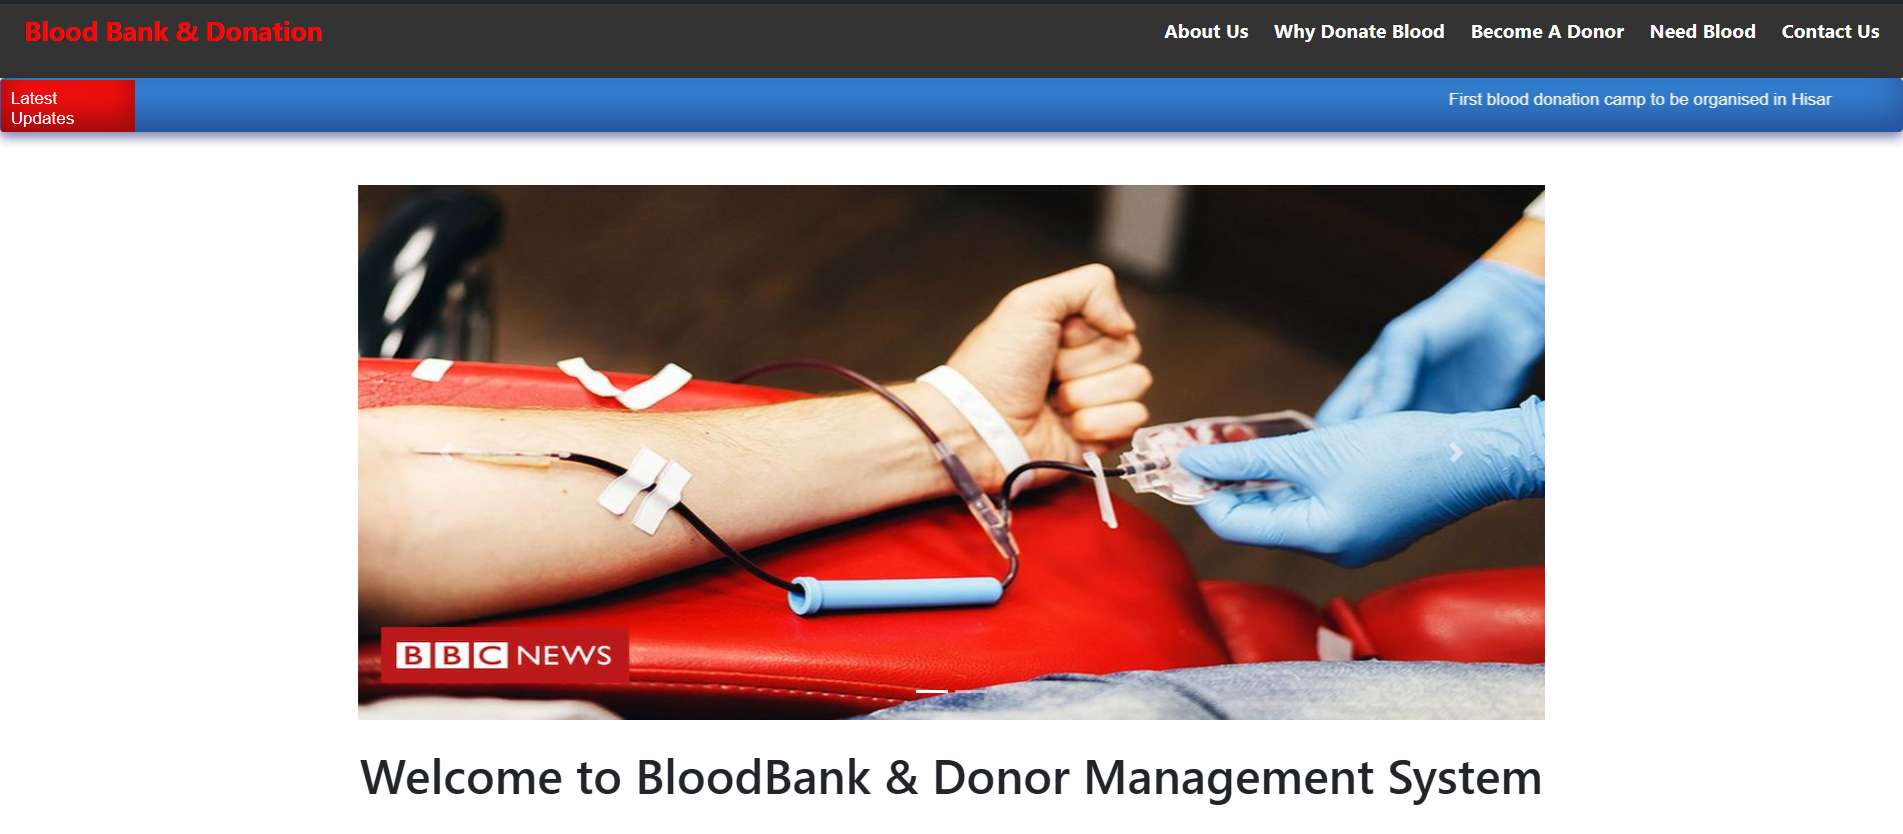 Blood Bank & Donation
About Us Why Donate Blood Become A Donor Need Blood Contact Us
Latest
Updates
First blood donation camp to be organised in Hisar
BBC NEWS
Welcome to BloodBank & Donor Management System